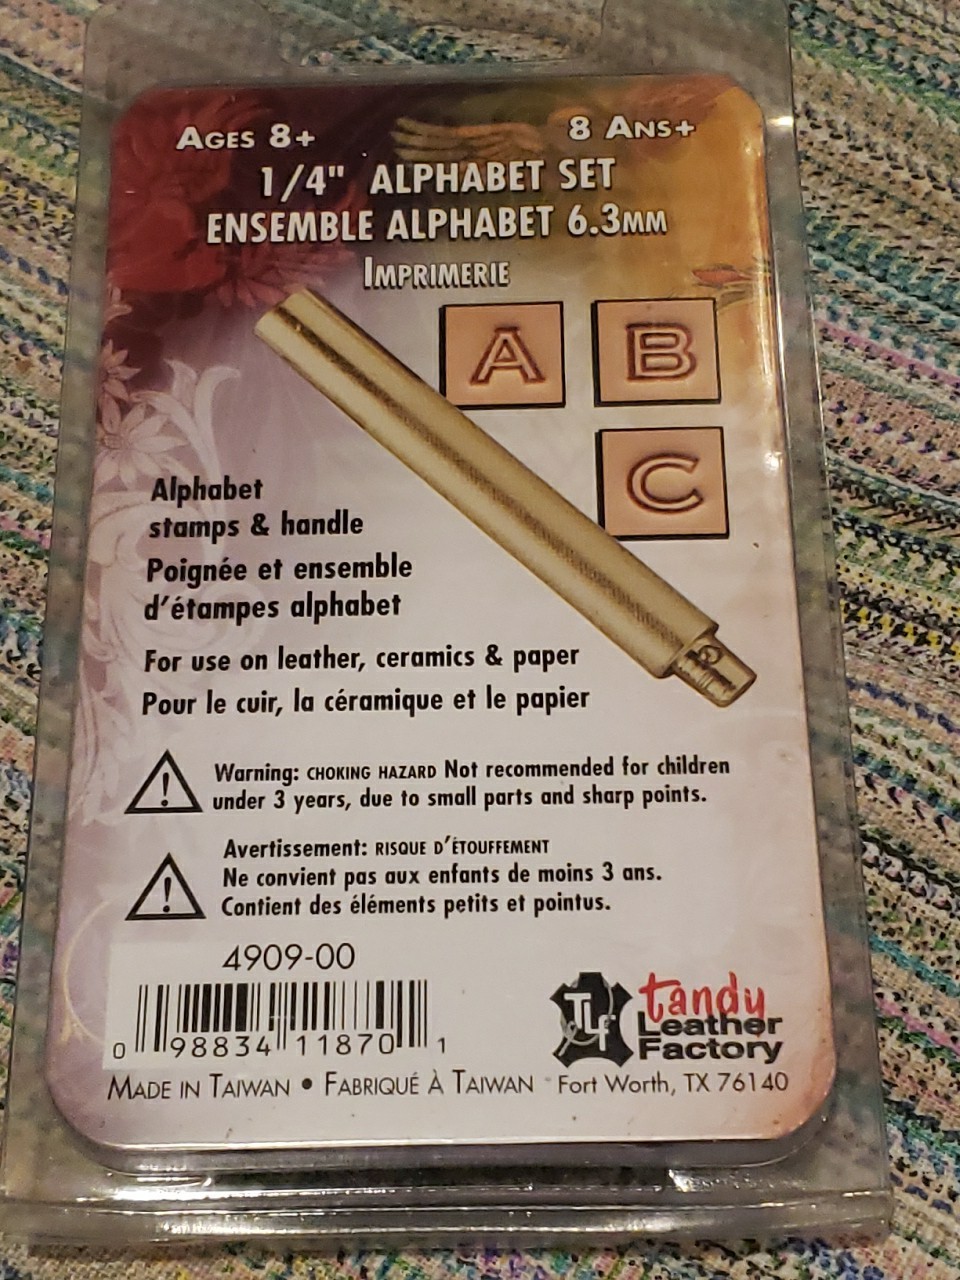 AGES 8+ 8 ANS+
1/4" ALPHABET SET
ENSEMBLE ALPHABET 6.3MM
IMPRIMERIE
A B
C
Alphabet
stamps & handle
Poignée et ensemble
d'étampes alphabet
For use on leather, ceramics & paper
Pour le cuir, la céramique et le papier
Warning: CHOKING HAZARD Not recommended for children
under 3 years, due to small parts and sharp points.
Avertissement: RISQUE D'ÉTOUFFEMENT
Ne convient pas aux enfants de moins 3 ans.
Contient des éléments petits et pointus.
4909-00
0 98834 11870 1
TLF tandy
Leather
Factory
MADE IN TAIWAN • FABRIQUÉ À TAIWAN Fort Worth, TX 76140